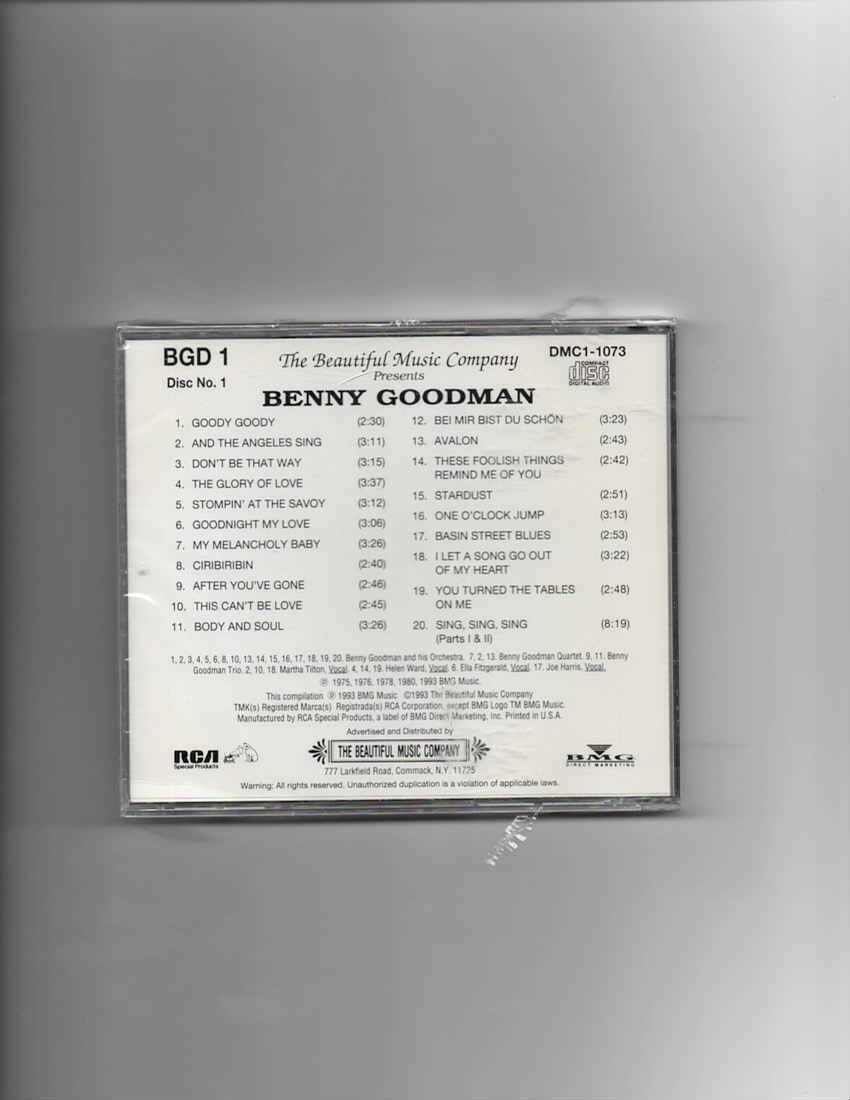 BGD 1
Disc No. 1
The Beautiful Music Company
Presents
BENNY GOODMAN
DMC1-1073
COMPACT
disc
DIGITAL AUDIO
1. GOODY GOODY (2:30)
2. AND THE ANGELES SING (3:11)
3. DON'T BE THAT WAY (3:15)
4. THE GLORY OF LOVE (3:37)
5. STOMPIN' AT THE SAVOY (3:12)
6. GOODNIGHT MY LOVE (3:06)
7. MY MELANCHOLY BABY (3:26)
8. CIRIBIRIBIN (2:40)
9. AFTER YOU'VE GONE (2:46)
10. THIS CAN'T BE LOVE (2:45)
11. BODY AND SOUL (3:26)
12. BEI MIR BIST DU SCHÖN (3:23)
13. AVALON (2:43)
14. THESE FOOLISH THINGS (2:42)
REMIND ME OF YOU
15. STARDUST (2:51)
16. ONE O'CLOCK JUMP (3:13)
17. BASIN STREET BLUES (2:53)
18. I LET A SONG GO OUT (3:22)
OF MY HEART
19. YOU TURNED THE TABLES (2:48)
ON ME
20. SING, SING, SING (8:19)
(Parts I & II)
1, 2, 3, 4, 5, 6, 8, 10, 13, 14, 15, 16, 17, 18, 19, 20. Benny Goodman and his Orchestra. 7, 2, 13. Benny Goodman Quartet. 9, 11. Benny
Goodman Trio. 2, 10, 18. Martha Tilton, Vocal. 4, 14, 19. Helen Ward, Vocal. 6. Ella Fitzgerald, Vocal. 17. Joe Harris, Vocal.
℗ 1975, 1976, 1978, 1980, 1993 BMG Music.
This compilation ℗ 1993 BMG Music ©1993 The Beautiful Music Company
TMK(s) Registered Marca(s) Registrada(s) RCA Corporation, except BMG Logo TM BMG Music.
Manufactured by RCA Special Products, a label of BMG Direct Marketing, Inc. Printed in U.S.A.
Advertised and Distributed by
THE BEAUTIFUL MUSIC COMPANY
777 Larkfield Road, Commack, N.Y. 11725
RCA
Special Products
BMG
DIRECT MARKETING
Warning: All rights reserved. Unauthorized duplication is a violation of applicable laws.